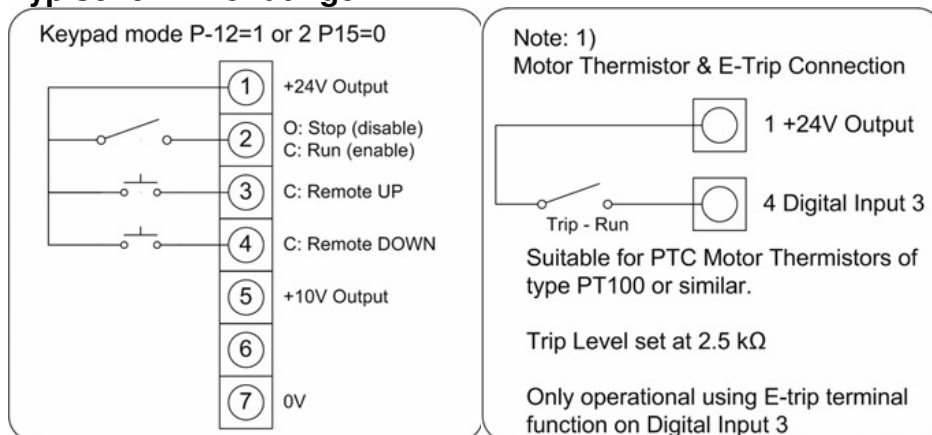 Keypad mode P-12=1 or 2 P15=0
1
+24V Output
2
O: Stop (disable)
C: Run (enable)
3
C: Remote UP
4
C: Remote DOWN
5
+10V Output
6
7
0V
Note: 1)
Motor Thermistor & E-Trip Connection
1 +24V Output
Trip - Run
4 Digital Input 3
Suitable for PTC Motor Thermistors of
type PT100 or similar.
Trip Level set at 2.5 kΩ
Only operational using E-trip terminal
function on Digital Input 3